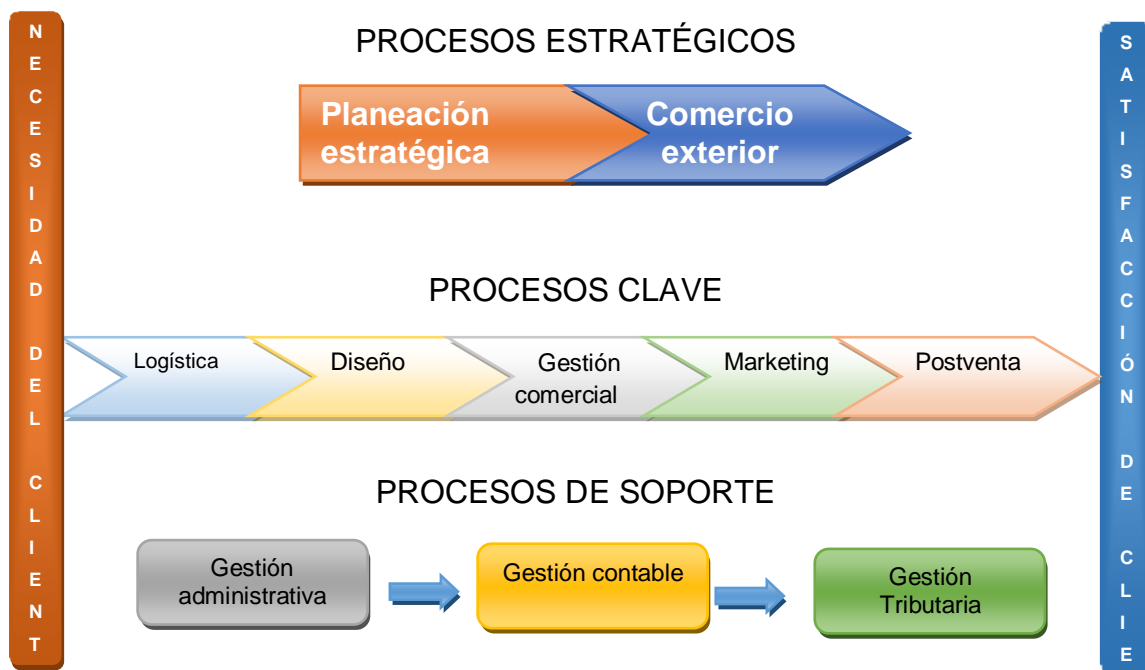 NECESIDAD DEL CLIENT
PROCESOS ESTRATÉGICOS
Planeación
estratégica
Comercio
exterior
PROCESOS CLAVE
Logística
Diseño
Gestión
comercial
Marketing
Postventa
PROCESOS DE SOPORTE
Gestión
administrativa
Gestión contable
Gestión
Tributaria
SATISFACCIÓN DE CLIE